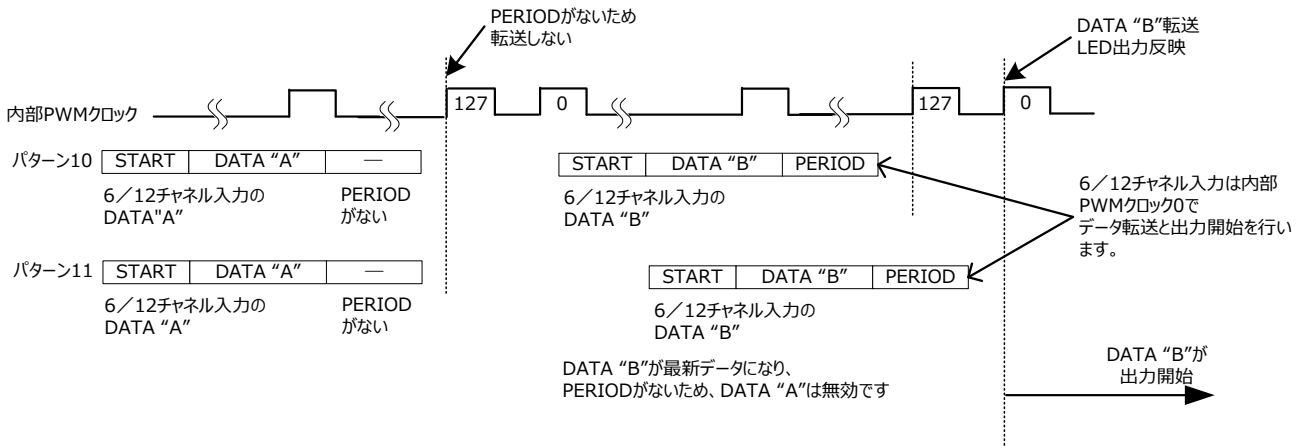 PERIODがないため
転送しない
DATA “B”転送
LED出力反映
内部PWMクロック
127
0
127
0
パターン10
START
DATA “A”
―
START
DATA “B”
PERIOD
6／12チャネル入力の
DATA"A”
PERIOD
がない
6／12チャネル入力の
DATA “B”
6／12チャネル入力は内部
PWMクロック0で
データ転送と出力開始を行い
ます。
パターン11
START
DATA “A”
―
START
DATA “B”
PERIOD
6／12チャネル入力の
DATA “A”
PERIOD
がない
6／12チャネル入力の
DATA “B”
DATA “B”が最新データになり、
PERIODがないため、DATA “A”は無効です
DATA “B”が
出力開始